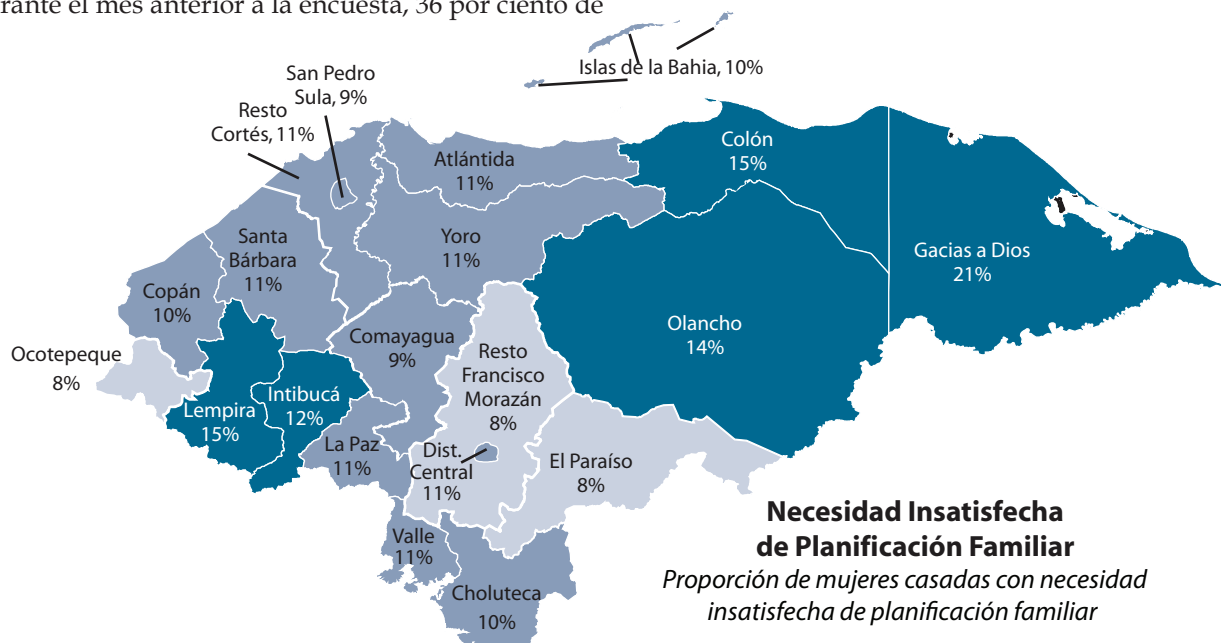 rante el mes anterior a la encuesta, 36 por ciento de
Islas de la Bahia, 10%
San Pedro
Sula, 9%
Resto
Cortés, 11%
Atlántida
11%
Colón
15%
Yoro
11%
Santa
Bárbara
11%
Gacias a Dios
21%
Copán
10%
Olancho
14%
Comayagua
9%
Ocotepeque
8%
Resto
Francisco
Morazán
8%
Intibucá
12%
Lempira
15%
La Paz
11%
Dist.
Central
11%
El Paraíso
8%
Valle
11%
Choluteca
10%
Necesidad Insatisfecha
de Planificación Familiar
Proporción de mujeres casadas con necesidad
insatisfecha de planificación familiar